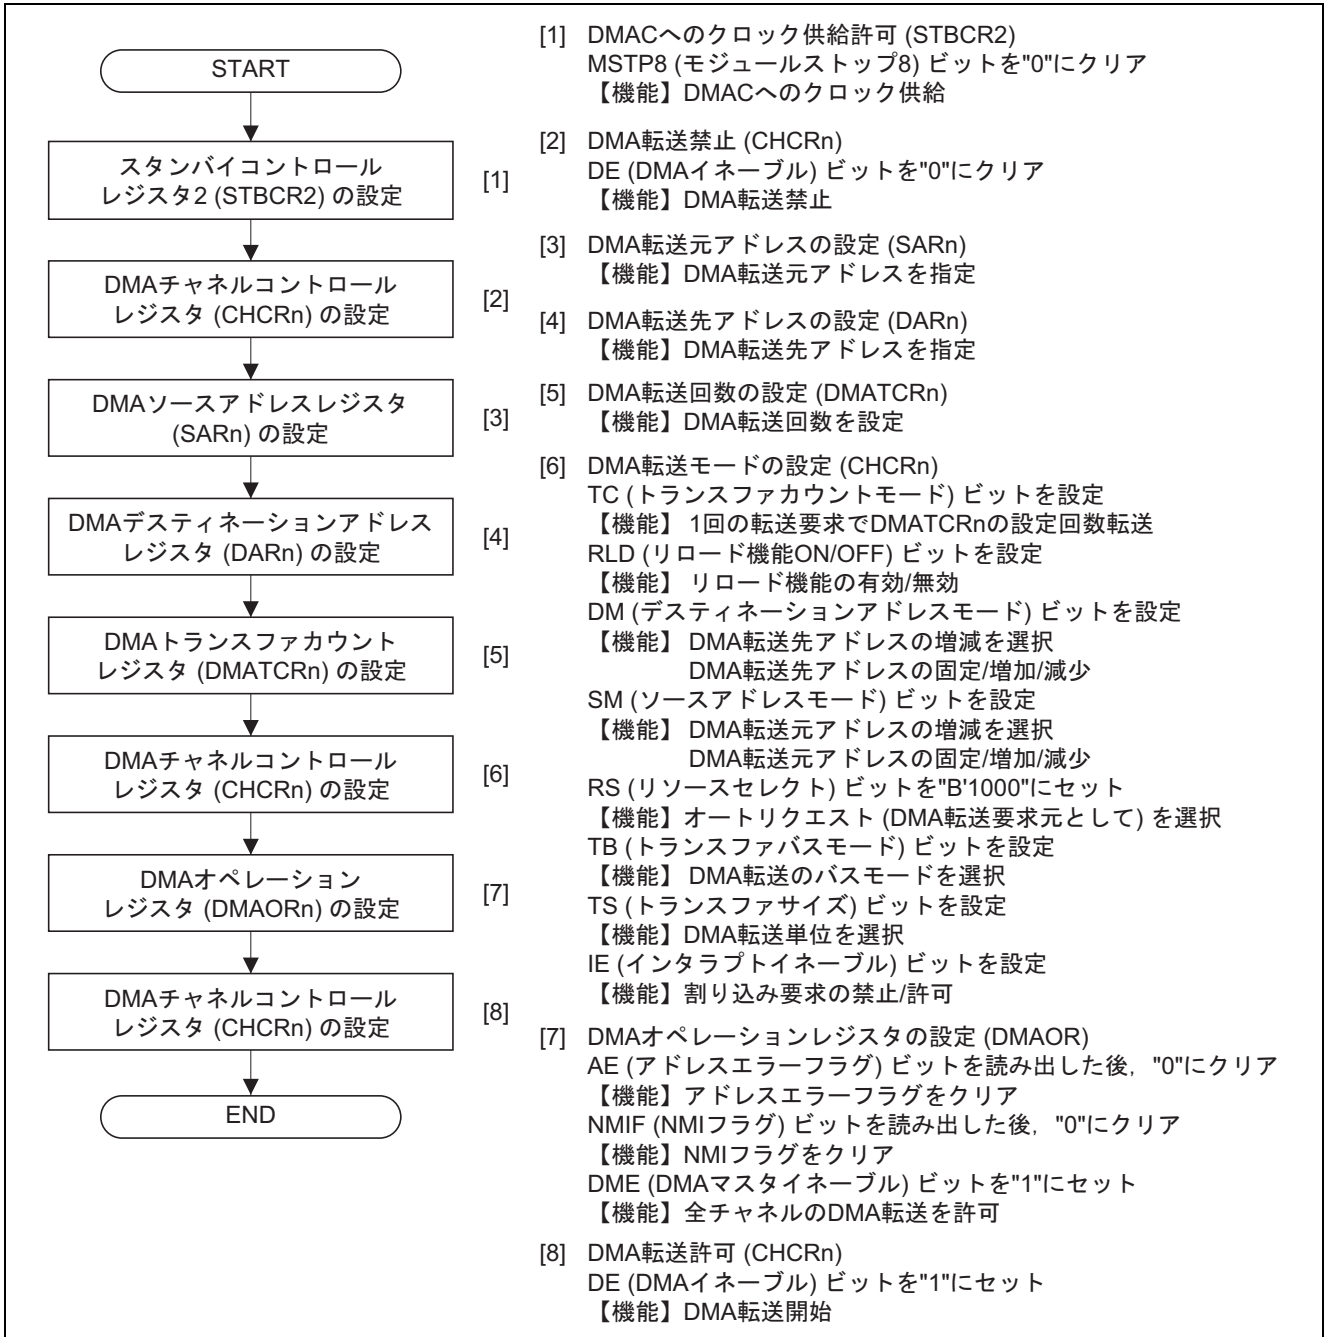 START
スタンバイコントロール
レジスタ2 (STBCR2) の設定
[1]
DMAチャネルコントロール
レジスタ (CHCRn) の設定
[2]
DMAソースアドレスレジスタ
(SARn) の設定
[3]
DMAデスティネーションアドレス
レジスタ (DARn) の設定
[4]
DMAトランスファカウント
レジスタ (DMATCRn) の設定
[5]
DMAチャネルコントロール
レジスタ (CHCRn) の設定
[6]
DMAオペレーション
レジスタ (DMAORn) の設定
[7]
DMAチャネルコントロール
レジスタ (CHCRn) の設定
[8]
END
[1] DMACへのクロック供給許可 (STBCR2)
MSTP8 (モジュールストップ8) ビットを"0"にクリア
【機能】DMACへのクロック供給
[2] DMA転送禁止 (CHCRn)
DE (DMAイネーブル) ビットを"0"にクリア
【機能】DMA転送禁止
[3] DMA転送元アドレスの設定 (SARn)
【機能】DMA転送元アドレスを指定
[4] DMA転送先アドレスの設定 (DARn)
【機能】DMA転送先アドレスを指定
[5] DMA転送回数の設定 (DMATCRn)
【機能】DMA転送回数を設定
[6] DMA転送モードの設定 (CHCRn)
TC (トランスファカウントモード) ビットを設定
【機能】 1回の転送要求でDMATCRnの設定回数転送
RLD (リロード機能ON/OFF) ビットを設定
【機能】 リロード機能の有効/無効
DM (デスティネーションアドレスモード) ビットを設定
【機能】 DMA転送先アドレスの増減を選択
DMA転送先アドレスの固定/増加/減少
SM (ソースアドレスモード) ビットを設定
【機能】 DMA転送元アドレスの増減を選択
DMA転送元アドレスの固定/増加/減少
RS (リソースセレクト) ビットを"B'1000"にセット
【機能】オートリクエスト (DMA転送要求元として) を選択
TB (トランスファバスモード) ビットを設定
【機能】 DMA転送のバスモードを選択
TS (トランスファサイズ) ビットを設定
【機能】DMA転送単位を選択
IE (インタラプトイネーブル) ビットを設定
【機能】割り込み要求の禁止/許可
[7] DMAオペレーションレジスタの設定 (DMAOR)
AE (アドレスエラーフラグ) ビットを読み出した後，"0"にクリア
【機能】アドレスエラーフラグをクリア
NMIF (NMIフラグ) ビットを読み出した後，"0"にクリア
【機能】NMIフラグをクリア
DME (DMAマスタイネーブル) ビットを"1"にセット
【機能】全チャネルのDMA転送を許可
[8] DMA転送許可 (CHCRn)
DE (DMAイネーブル) ビットを"1"にセット
【機能】DMA転送開始